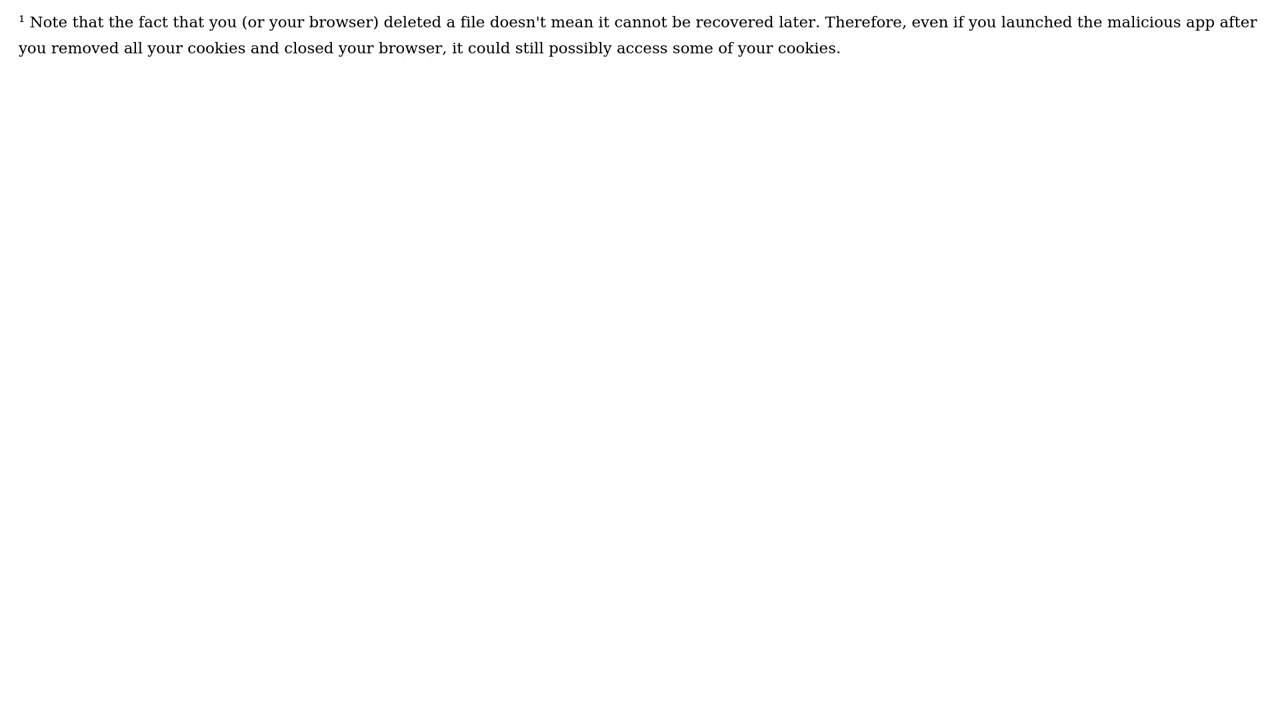 ¹ Note that the fact that you (or your browser) deleted a file doesn't mean it cannot be recovered later. Therefore, even if you launched the malicious app after
you removed all your cookies and closed your browser, it could still possibly access some of your cookies.